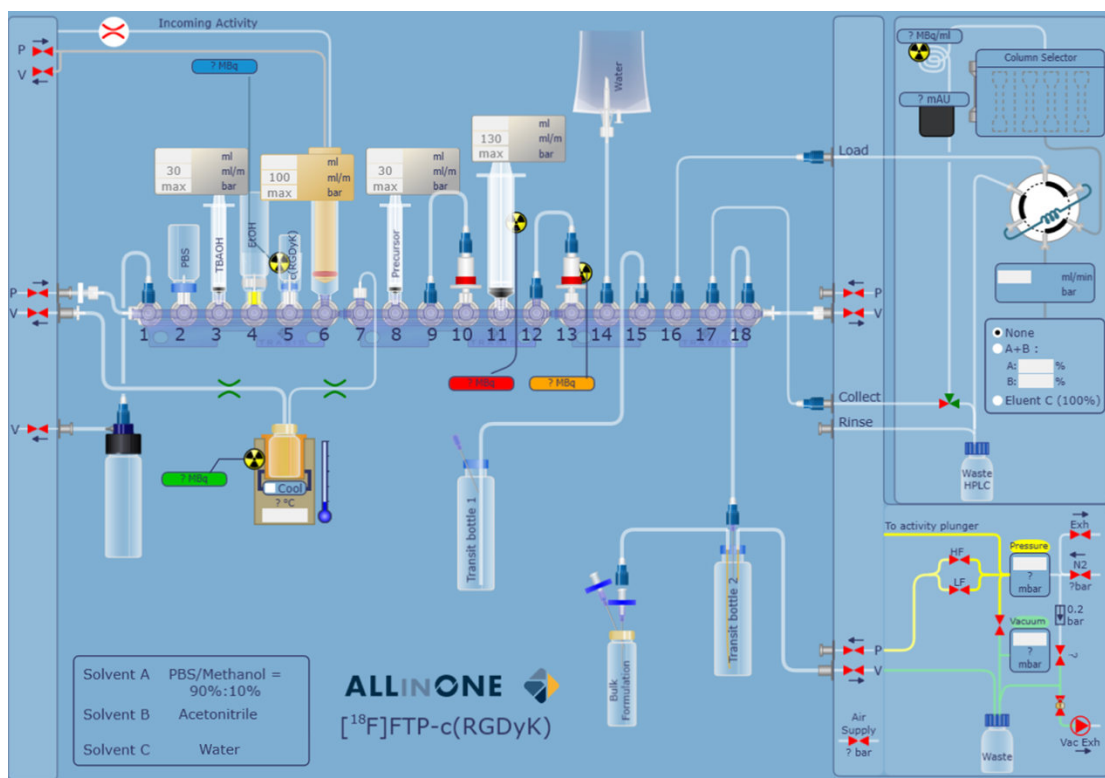 Incoming Activity
P
V
? MBq
ml
30
ml/m
max
bar
ml
100
ml/m
max
bar
ml
30
ml/m
max
bar
ml
130
ml/m
max
bar
Water
PBS
TBAOH
EtOH
c(RGDyK)
Precursor
P
V
1 2 3 4 5 6 7 8 9 10 11 12 13 14 15 16 17 18
P
V
? MBq
? MBq
? MBq
Cool
? °C
V
Transit bottle 1
Transit bottle 2
Bulk
Formulation
Load
Collect
Rinse
? MBq/ml
? mAU
Column Selector
ml/min
bar
None
A+B :
A: %
B: %
Eluent C (100%)
Waste
HPLC
To activity plunger
HF
LF
Pressure
?
mbar
Vacuum
?
mbar
Exh
N2
?bar
0.2
bar
?
P
V
Air
Supply
? bar
Waste
Vac Exh
Solvent A PBS/Methanol =
90%:10%
Solvent B Acetonitrile
Solvent C Water
ALLINONE
[¹⁸F]FTP-c(RGDyK)